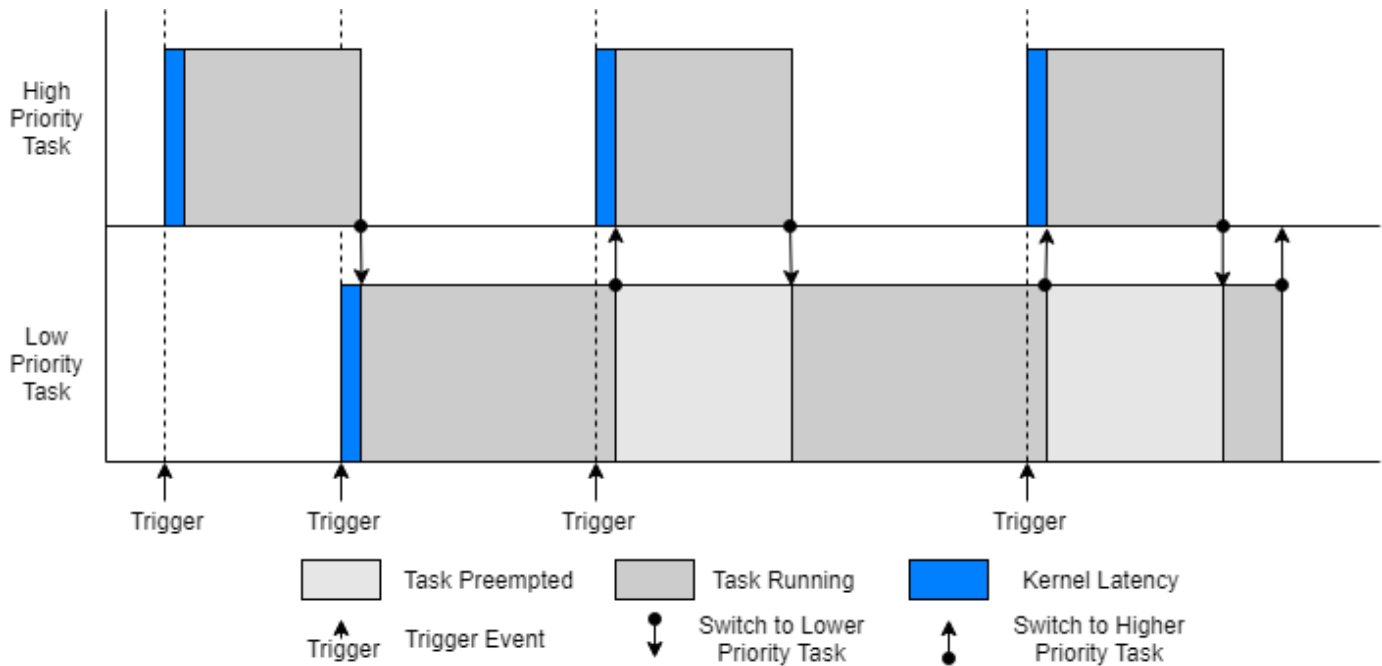 High
Priority
Task
Low
Priority
Task
Trigger
Trigger
Trigger
Trigger
Task Preempted
Task Running
Kernel Latency
Trigger
Trigger Event
Switch to Lower
Priority Task
Switch to Higher
Priority Task